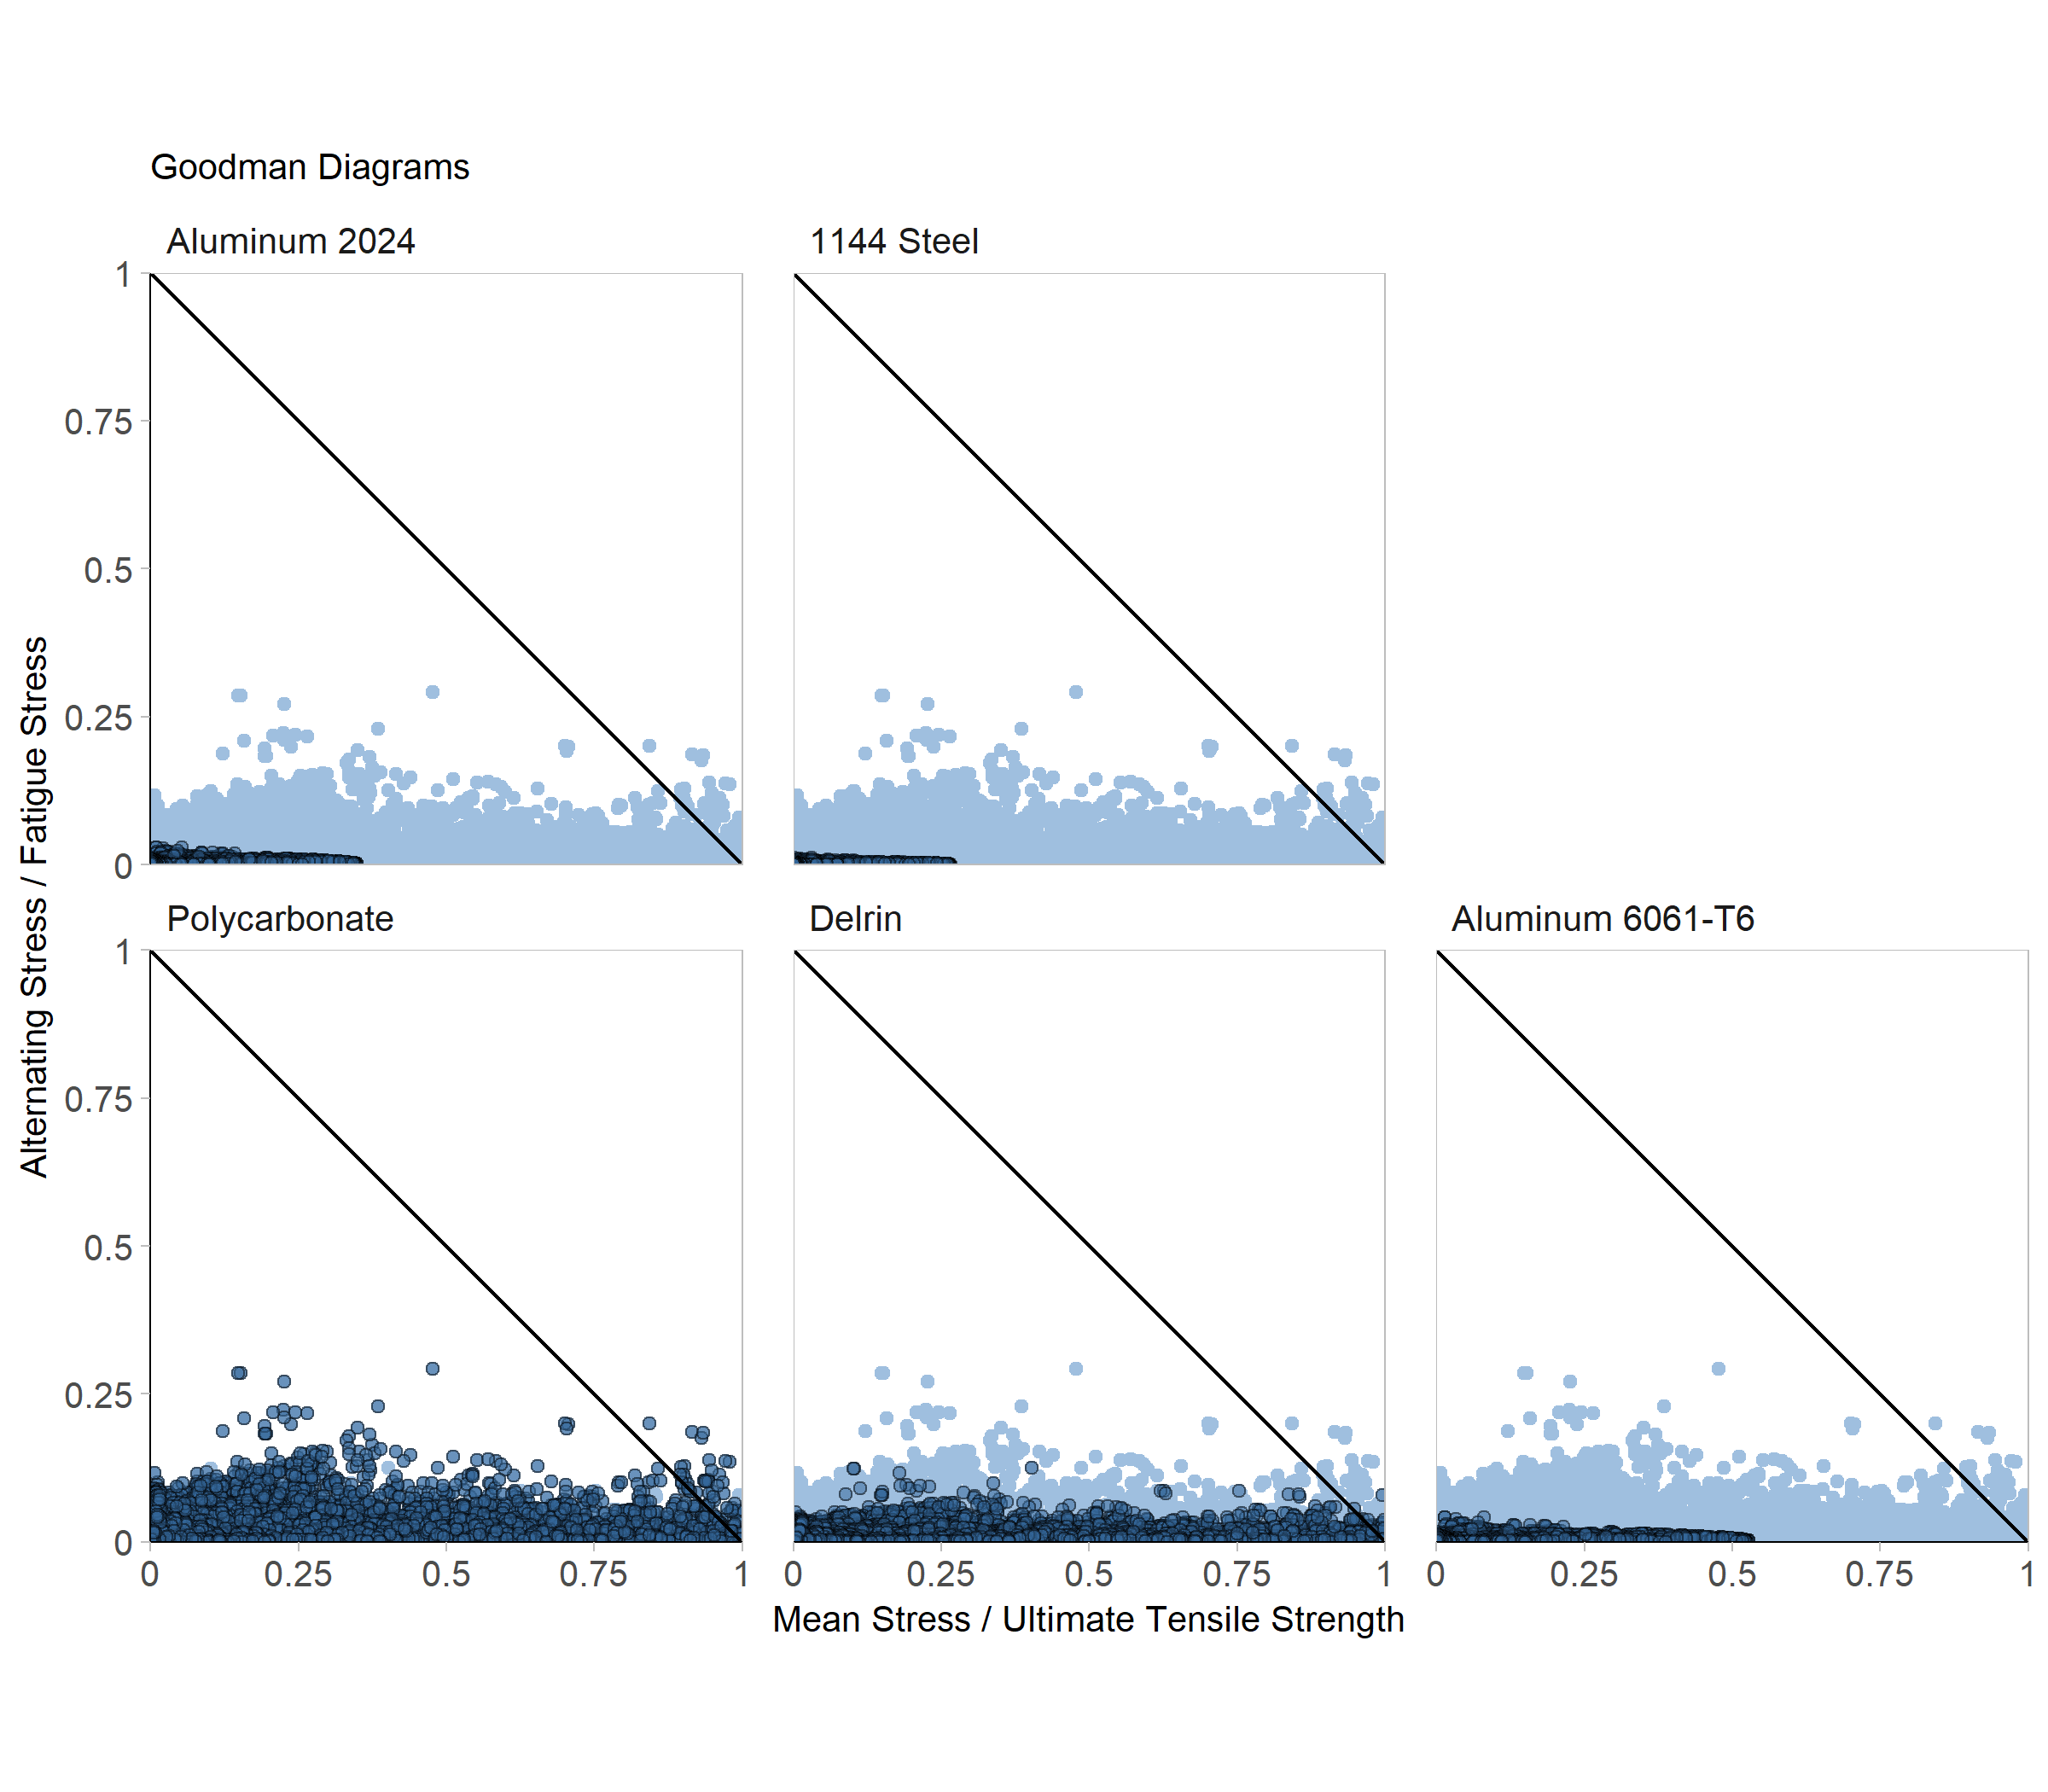 Goodman Diagrams
Aluminum 2024
1144 Steel
1
0.75
0.5
0.25
0
Alternating Stress / Fatigue Stress
Polycarbonate
Delrin
Aluminum 6061-T6
1
0.75
0.5
0.25
0
0 0.25 0.5 0.75 1
0 0.25 0.5 0.75 1
0 0.25 0.5 0.75 1
Mean Stress / Ultimate Tensile Strength